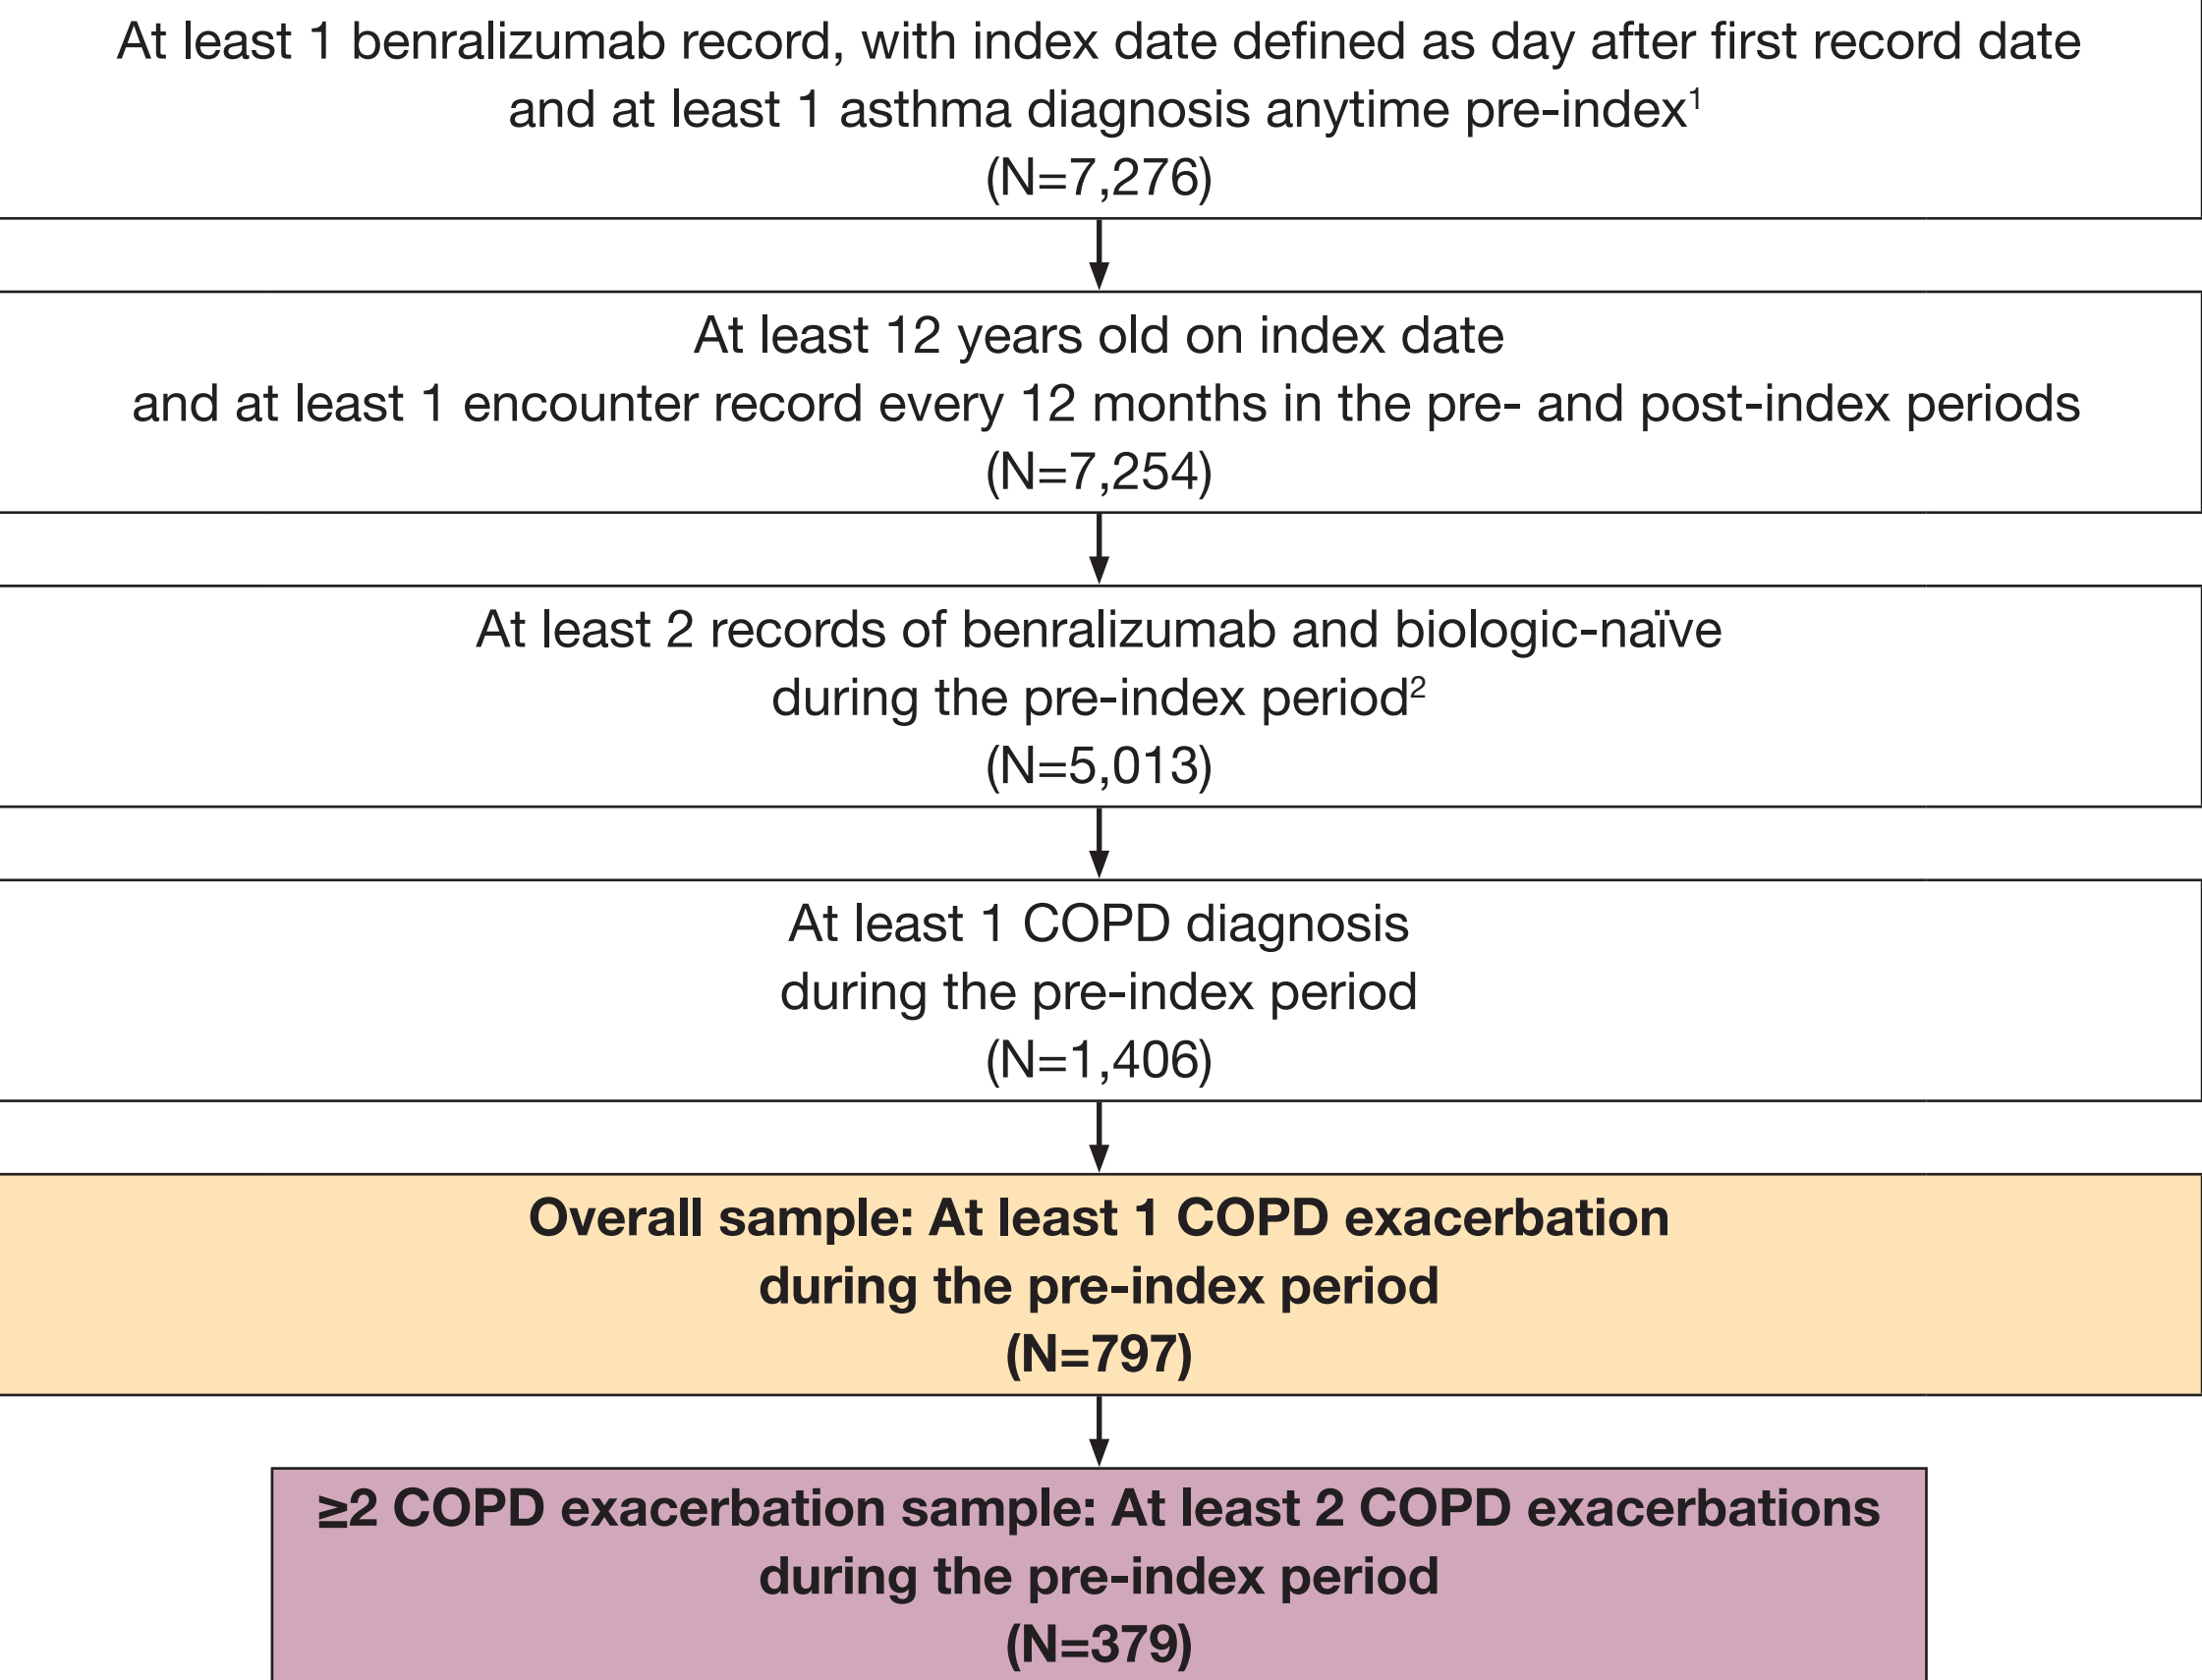 At least 1 benralizumab record, with index date defined as day after first record date
and at least 1 asthma diagnosis anytime pre-index¹
(N=7,276)
At least 12 years old on index date
and at least 1 encounter record every 12 months in the pre- and post-index periods
(N=7,254)
At least 2 records of benralizumab and biologic-naïve
during the pre-index period²
(N=5,013)
At least 1 COPD diagnosis
during the pre-index period
(N=1,406)
Overall sample: At least 1 COPD exacerbation
during the pre-index period
(N=797)
≥2 COPD exacerbation sample: At least 2 COPD exacerbations
during the pre-index period
(N=379)